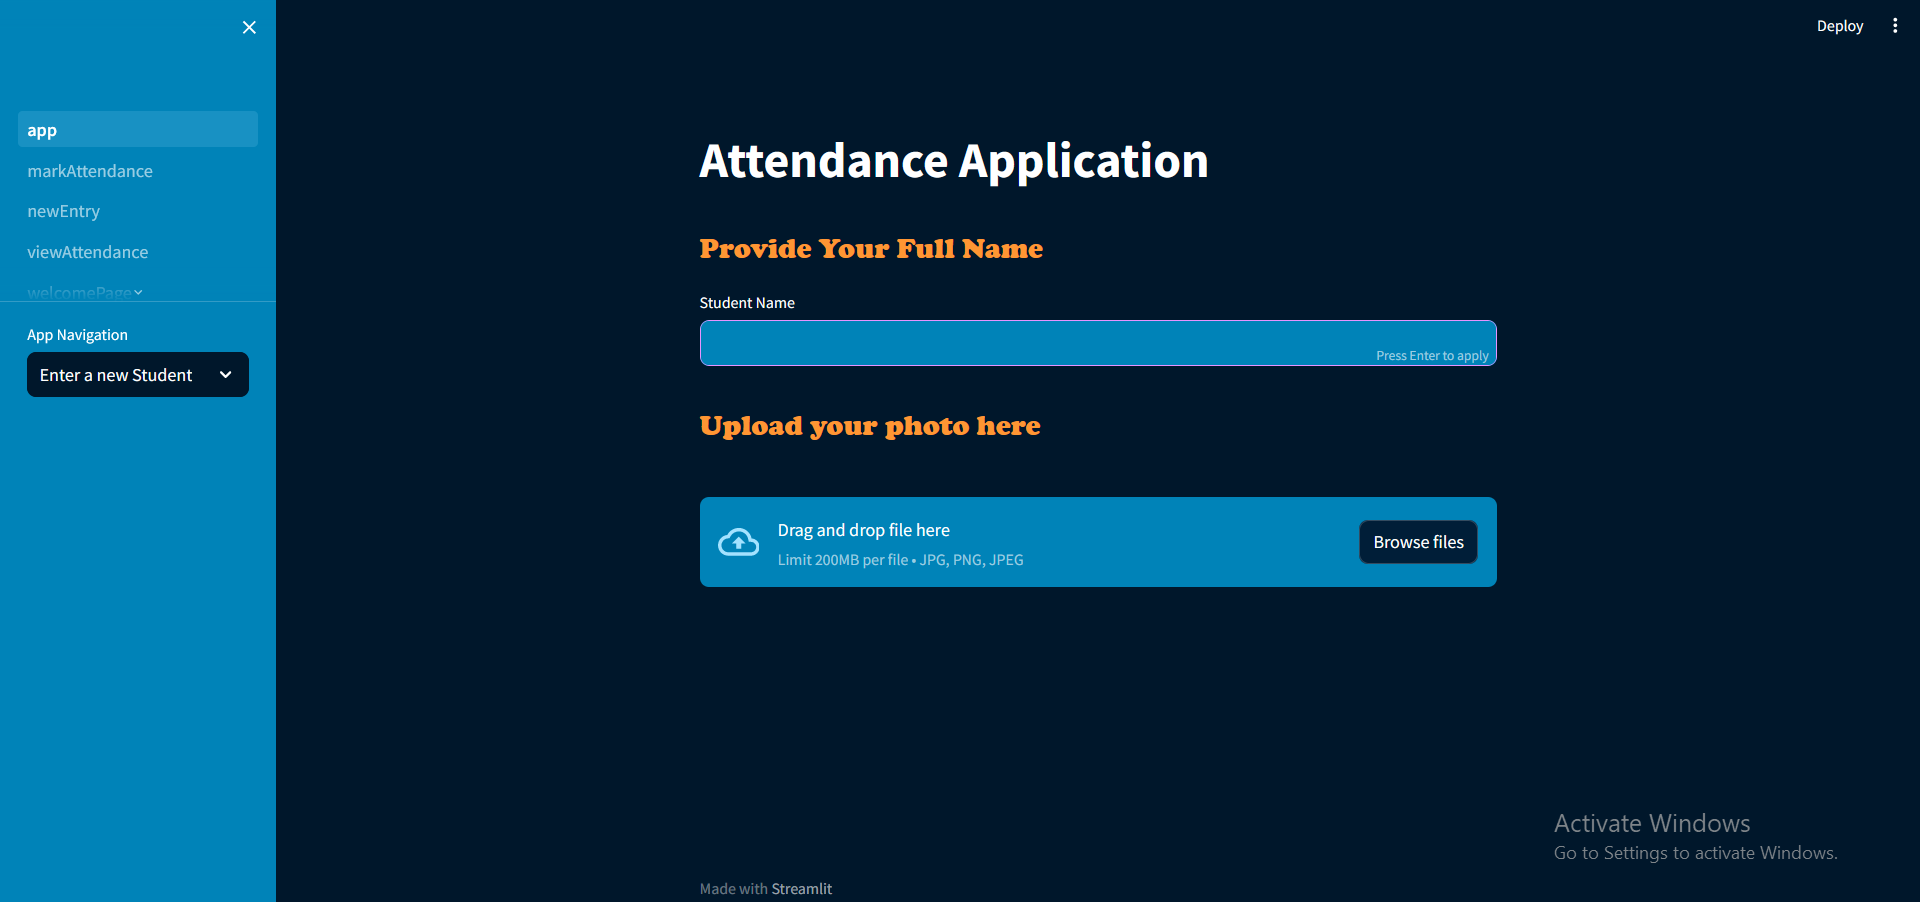 Deploy
app
markAttendance
newEntry
viewAttendance
welcomePage
App Navigation
Enter a new Student
Attendance Application
Provide Your Full Name
Student Name
Press Enter to apply
Upload your photo here
Drag and drop file here
Limit 200MB per file • JPG, PNG, JPEG
Browse files
Activate Windows
Go to Settings to activate Windows.
Made with Streamlit